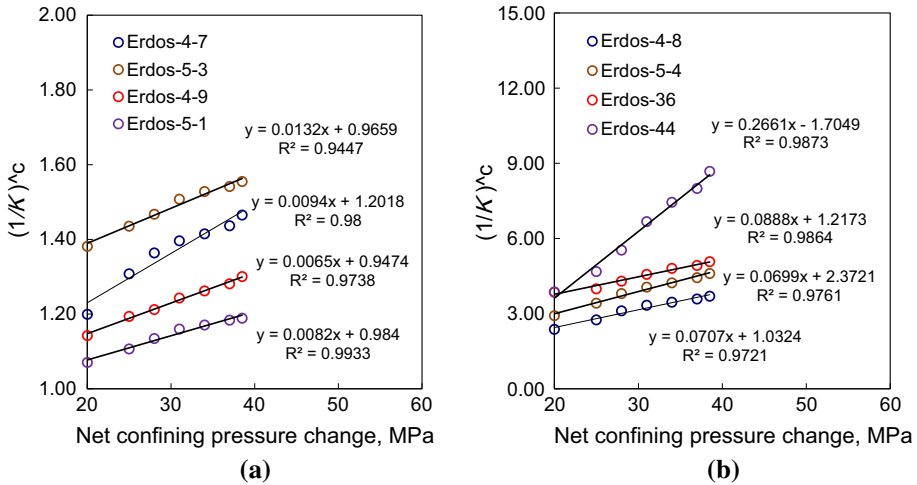 2.00
1.80
1.60
1.40
1.20
1.00
(1/K)^c
Erdos-4-7
Erdos-5-3
Erdos-4-9
Erdos-5-1
y = 0.0132x + 0.9659
R² = 0.9447
y = 0.0094x + 1.2018
R² = 0.98
y = 0.0065x + 0.9474
R² = 0.9738
y = 0.0082x + 0.984
R² = 0.9933
20 30 40 50 60
Net confining pressure change, MPa
(a)
15.00
12.00
9.00
6.00
3.00
0.00
(1/K)^c
Erdos-4-8
Erdos-5-4
Erdos-36
Erdos-44
y = 0.2661x - 1.7049
R² = 0.9873
y = 0.0888x + 1.2173
R² = 0.9864
y = 0.0699x + 2.3721
R² = 0.9761
y = 0.0707x + 1.0324
R² = 0.9721
20 30 40 50 60
Net confining pressure change, MPa
(b)